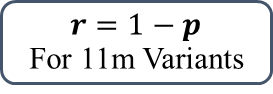 r = 1 − p
For 11m Variants